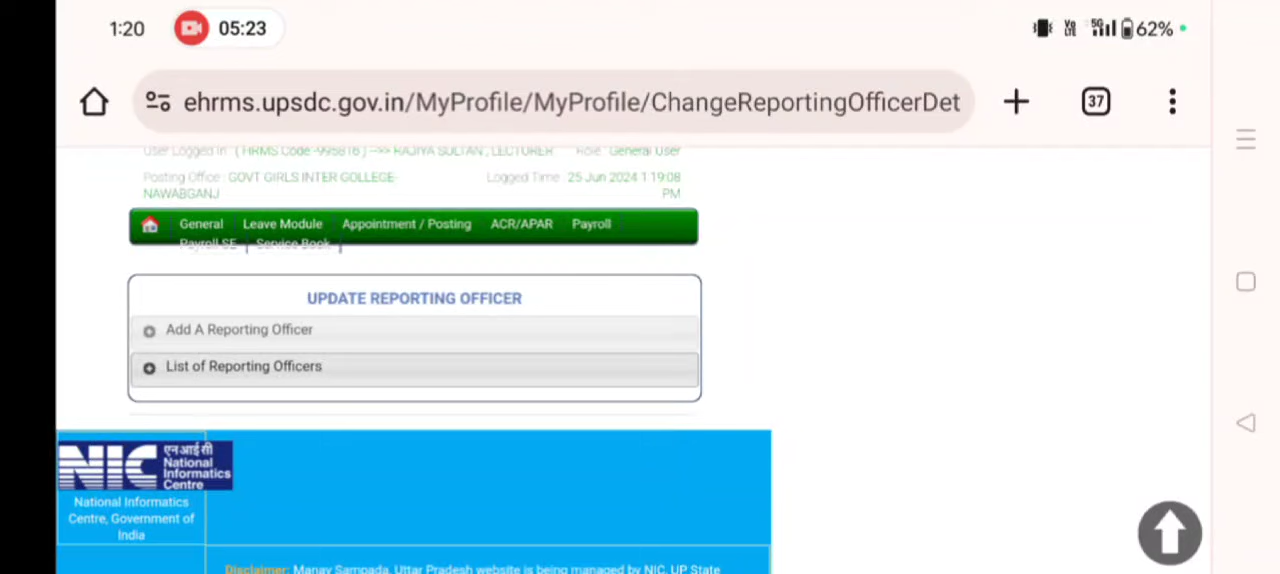 1:20 05:23 Vo LTE 5G 62%
ehrms.upsdc.gov.in/MyProfile/MyProfile/ChangeReportingOfficerDet 37
User Logged In : ( HRMS Code -995816 ) -->> RAJIYA SULTAN , LECTURER Role : General User
Posting Office : GOVT GIRLS INTER GOLLEGE- Logged Time : 25 Jun 2024 1:19:08
NAWABGANJ PM
General Leave Module Appointment / Posting ACR/APAR Payroll
Payroll SE | Service Book |
UPDATE REPORTING OFFICER
Add A Reporting Officer
List of Reporting Officers
NIC एनआईसी
National
Informatics
Centre
National Informatics
Centre, Government of
India
Disclaimer: Manav Sampada, Uttar Pradesh website is being managed by NIC, UP State